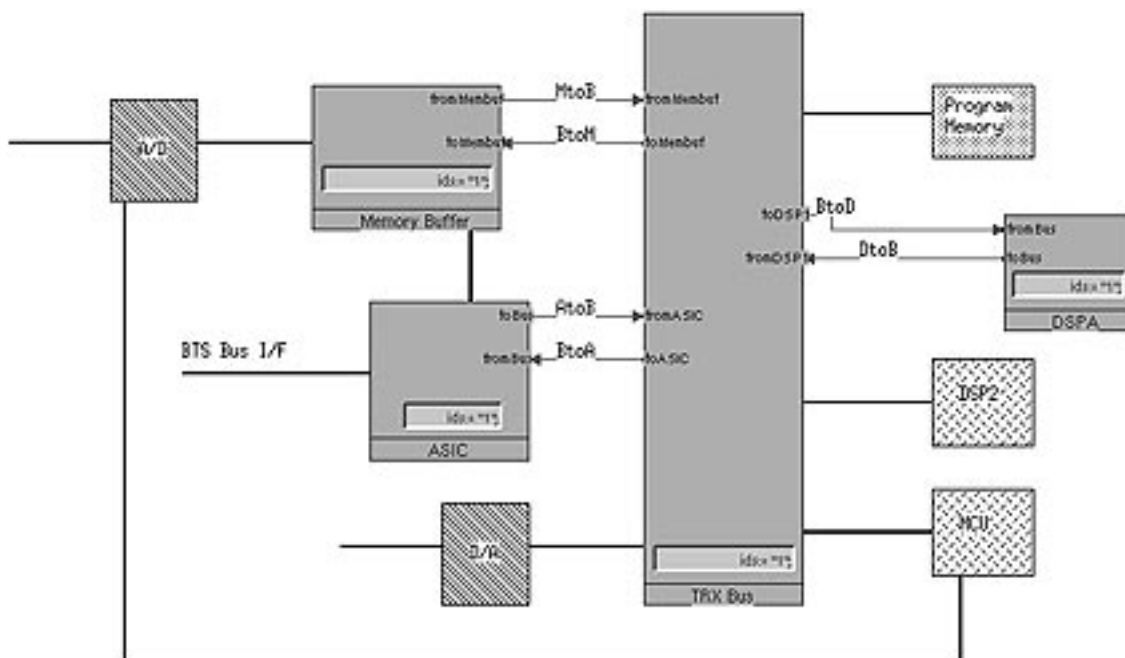 MtoB
fromMembuf
fromMembuf
Program
Memory
A/D
BtoM
toMembuf
toMembuf
Memory Buffer
toDSP1
BtoD
fromBus
fromDSP1
DtoB
toBus
DSPA
toBus
AtoB
fromASIC
BTS Bus I/F
fromBus
BtoA
toASIC
DSP2
ASIC
MCU
D/A
TRX Bus